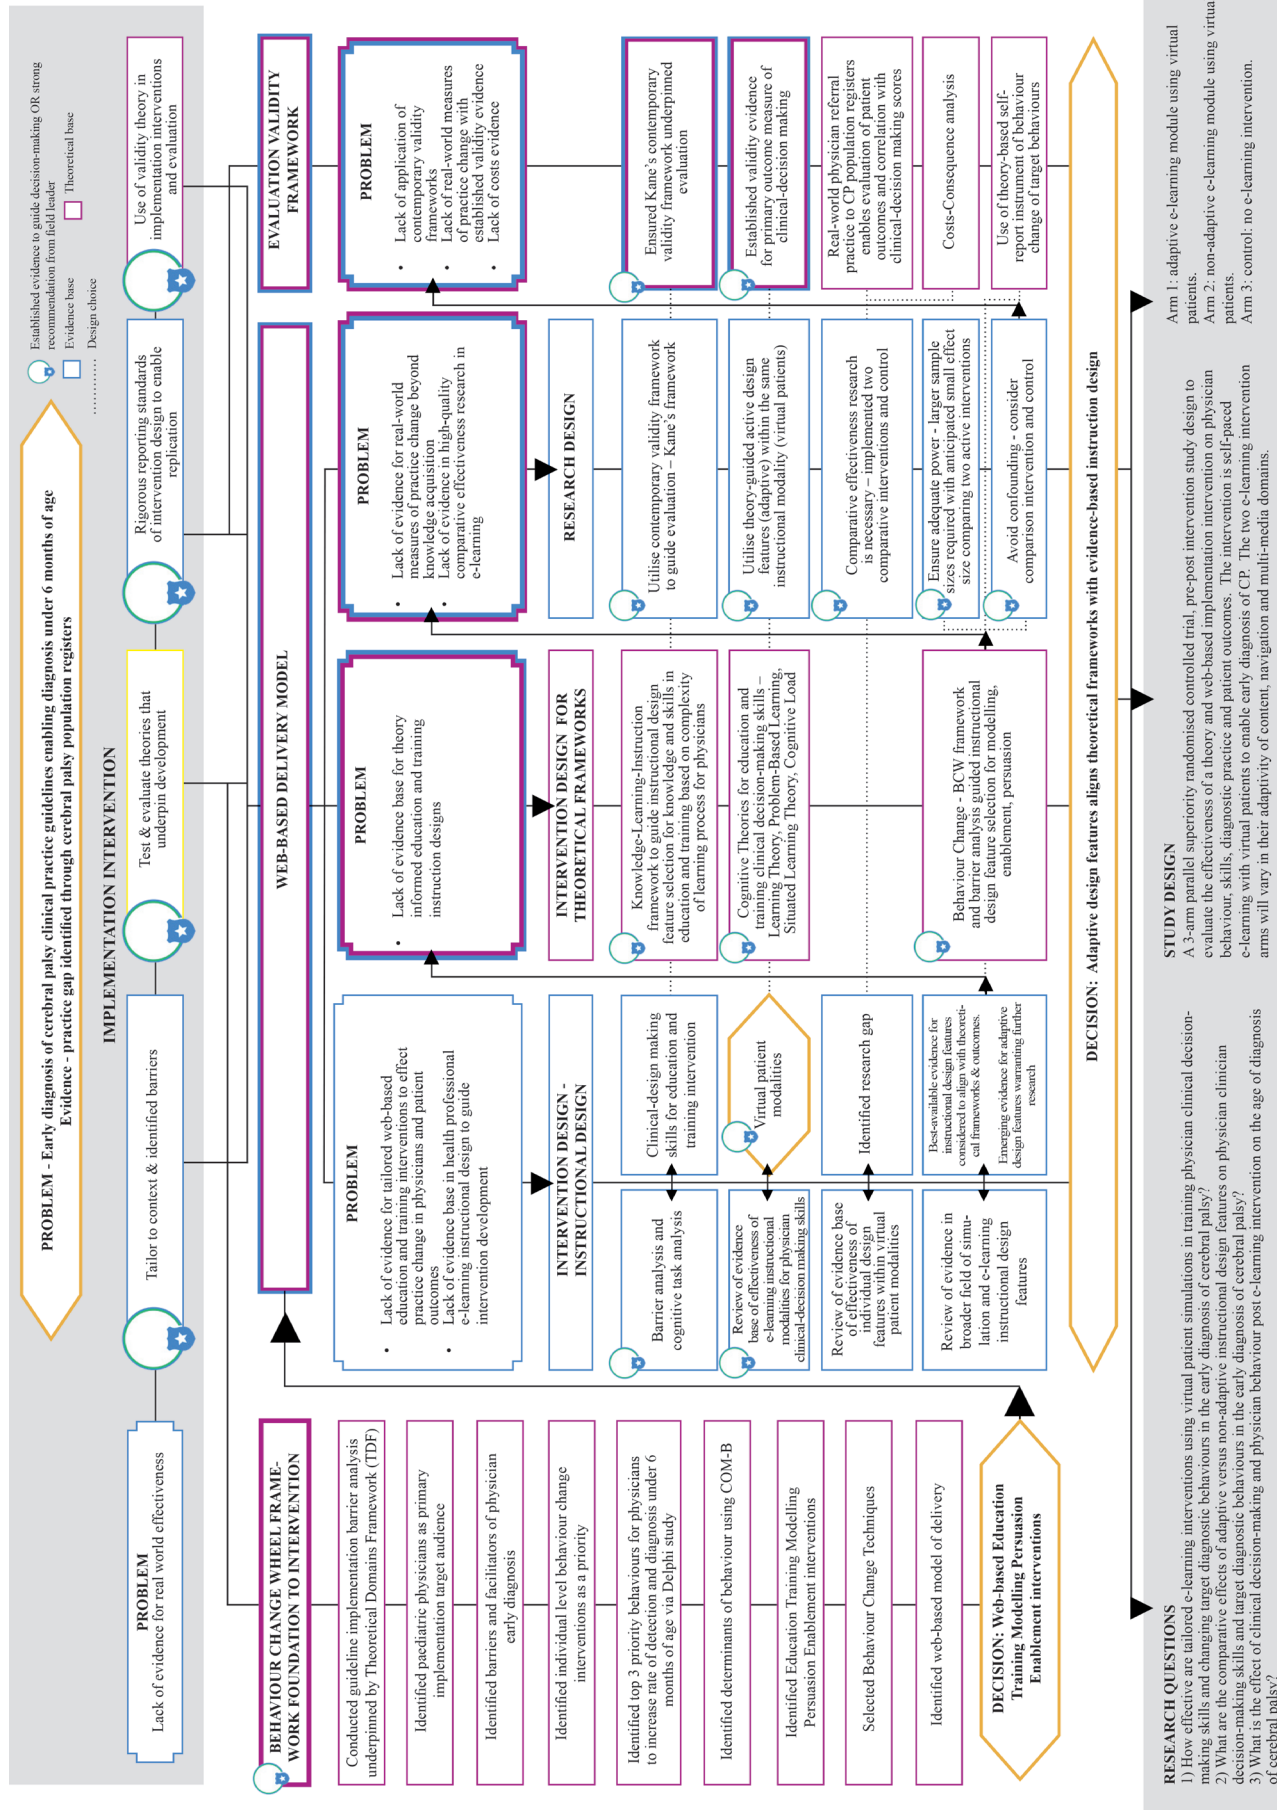 PROBLEM - Early diagnosis of cerebral palsy clinical practice guidelines enabling diagnosis under 6 months of age
Evidence - practice gap identified through cerebral palsy population registers
Established evidence to guide decision-making OR strong
recommendation from field leader
Evidence base
Theoretical base
Design choice
IMPLEMENTATION INTERVENTION
PROBLEM
Lack of evidence for real world effectiveness
Tailor to context & identified barriers
Test & evaluate theories that
underpin development
Rigorous reporting standards
of intervention design to enable
replication
Use of validity theory in
implementation interventions
and evaluation
BEHAVIOUR CHANGE WHEEL FRAME-
WORK FOUNDATION TO INTERVENTION
Conducted guideline implementation barrier analysis
underpinned by Theoretical Domains Framework (TDF)
Identified paediatric physicians as primary
implementation target audience
Identified barriers and facilitators of physician
early diagnosis
Identified individual level behaviour change
interventions as a priority
Identified top 3 priority behaviours for physicians
to increase rate of detection and diagnosis under 6
months of age via Delphi study
Identified determinants of behaviour using COM-B
Identified Education Training Modelling
Persuasion Enablement interventions
Selected Behaviour Change Techniques
Identified web-based model of delivery
DECISION: Web-based Education
Training Modelling Persuasion
Enablement interventions
WEB-BASED DELIVERY MODEL
PROBLEM
• Lack of evidence for tailored web-based
education and training interventions to effect
practice change in physicians and patient
outcomes
• Lack of evidence base in health professional
e-learning instructional design to guide
intervention development
INTERVENTION DESIGN -
INSTRUCTIONAL DESIGN
Barrier analysis and
cognitive task analysis
Clinical-design making
skills for education and
training intervention
Review of evidence
base of effectiveness of
e-learning instructional
modalities for physician
clinical-decision making skills
Virtual patient
modalities
Review of evidence base
of effectiveness of
individual design
features within virtual
patient modalities
Identified research gap
Review of evidence in
broader field of simu-
lation and e-learning
instructional design
features
Best-available evidence for
instructional design features
considered to align with theoreti-
cal frameworks & outcomes.
Emerging evidence for adaptive
design features warranting further
research
PROBLEM
• Lack of evidence base for theory
informed education and training
instruction designs
INTERVENTION DESIGN FOR
THEORETICAL FRAMEWORKS
Knowledge-Learning-Instruction
framework to guide instructional design
feature selection for knowledge and skills in
education and training based on complexity
of learning process for physicians
Cognitive Theories for education and
training clinical decision-making skills –
Learning Theory, Problem-Based Learning,
Situated Learning Theory, Cognitive Load
Behaviour Change - BCW framework
and barrier analysis guided instructional
design feature selection for modelling,
enablement, persuasion
PROBLEM
• Lack of evidence for real-world
measures of practice change beyond
knowledge acquisition
• Lack of evidence in high-quality
comparative effectiveness research in
e-learning
RESEARCH DESIGN
Utilise contemporary validity framework
to guide evaluation – Kane's framework
Utilise theory-guided active design
features (adaptive) within the same
instructional modality (virtual patients)
Comparative effectiveness research
is necessary – implemented two
comparative interventions and control
Ensure adequate power - larger sample
sizes required with anticipated small effect
size comparing two active interventions
Avoid confounding - consider
comparison intervention and control
EVALUATION VALIDITY
FRAMEWORK
PROBLEM
• Lack of application of
contemporary validity
frameworks
• Lack of real-world measures
of practice change with
established validity evidence
• Lack of costs evidence
Ensured Kane's contemporary
validity framework underpinned
evaluation
Established validity evidence
for primary outcome measure of
clinical-decision making
Real-world physician referral
practice to CP population registers
enables evaluation of patient
outcomes and correlation with
clinical-decision making scores
Costs-Consequence analysis
Use of theory-based self-
report instrument of behaviour
change of target behaviours
DECISION: Adaptive design features aligns theoretical frameworks with evidence-based instruction design
RESEARCH QUESTIONS
1) How effective are tailored e-learning interventions using virtual patient simulations in training physician clinical decision-
making skills and changing target diagnostic behaviours in the early diagnosis of cerebral palsy?
2) What are the comparative effects of adaptive versus non-adaptive instructional design features on physician clinician
decision-making skills and target diagnostic behaviours in the early diagnosis of cerebral palsy?
3) What is the effect of clinical decision-making and physician behaviour post e-learning intervention on the age of diagnosis
of cerebral palsy?
STUDY DESIGN
A 3-arm parallel superiority randomised controlled trial, pre-post intervention study design to
evaluate the effectiveness of a theory and web-based implementation intervention on physician
behaviour, skills, diagnostic practice and patient outcomes. The intervention is self-paced
e-learning with virtual patients to enable early diagnosis of CP. The two e-learning intervention
arms will vary in their adaptivity of content, navigation and multi-media domains.
Arm 1: adaptive e-learning module using virtual
patients.
Arm 2: non-adaptive e-learning module using virtua
patients.
Arm 3: control: no e-learning intervention.